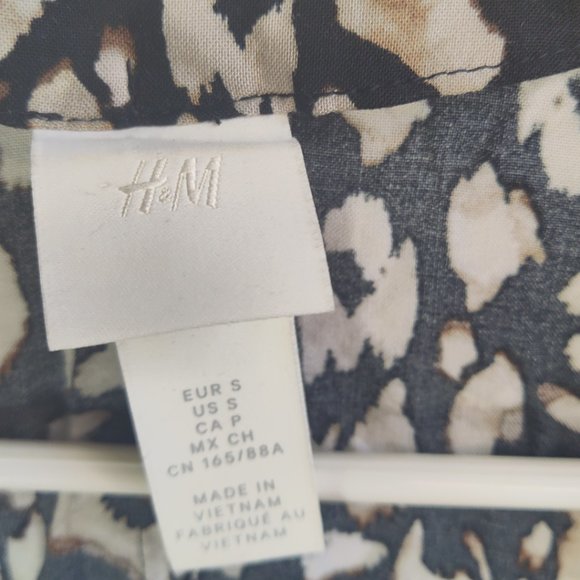 H&M
EUR S
US S
CA P
MX CH
CN 165/88A
MADE IN
VIETNAM
FABRIQUÉ AU
VIETNAM